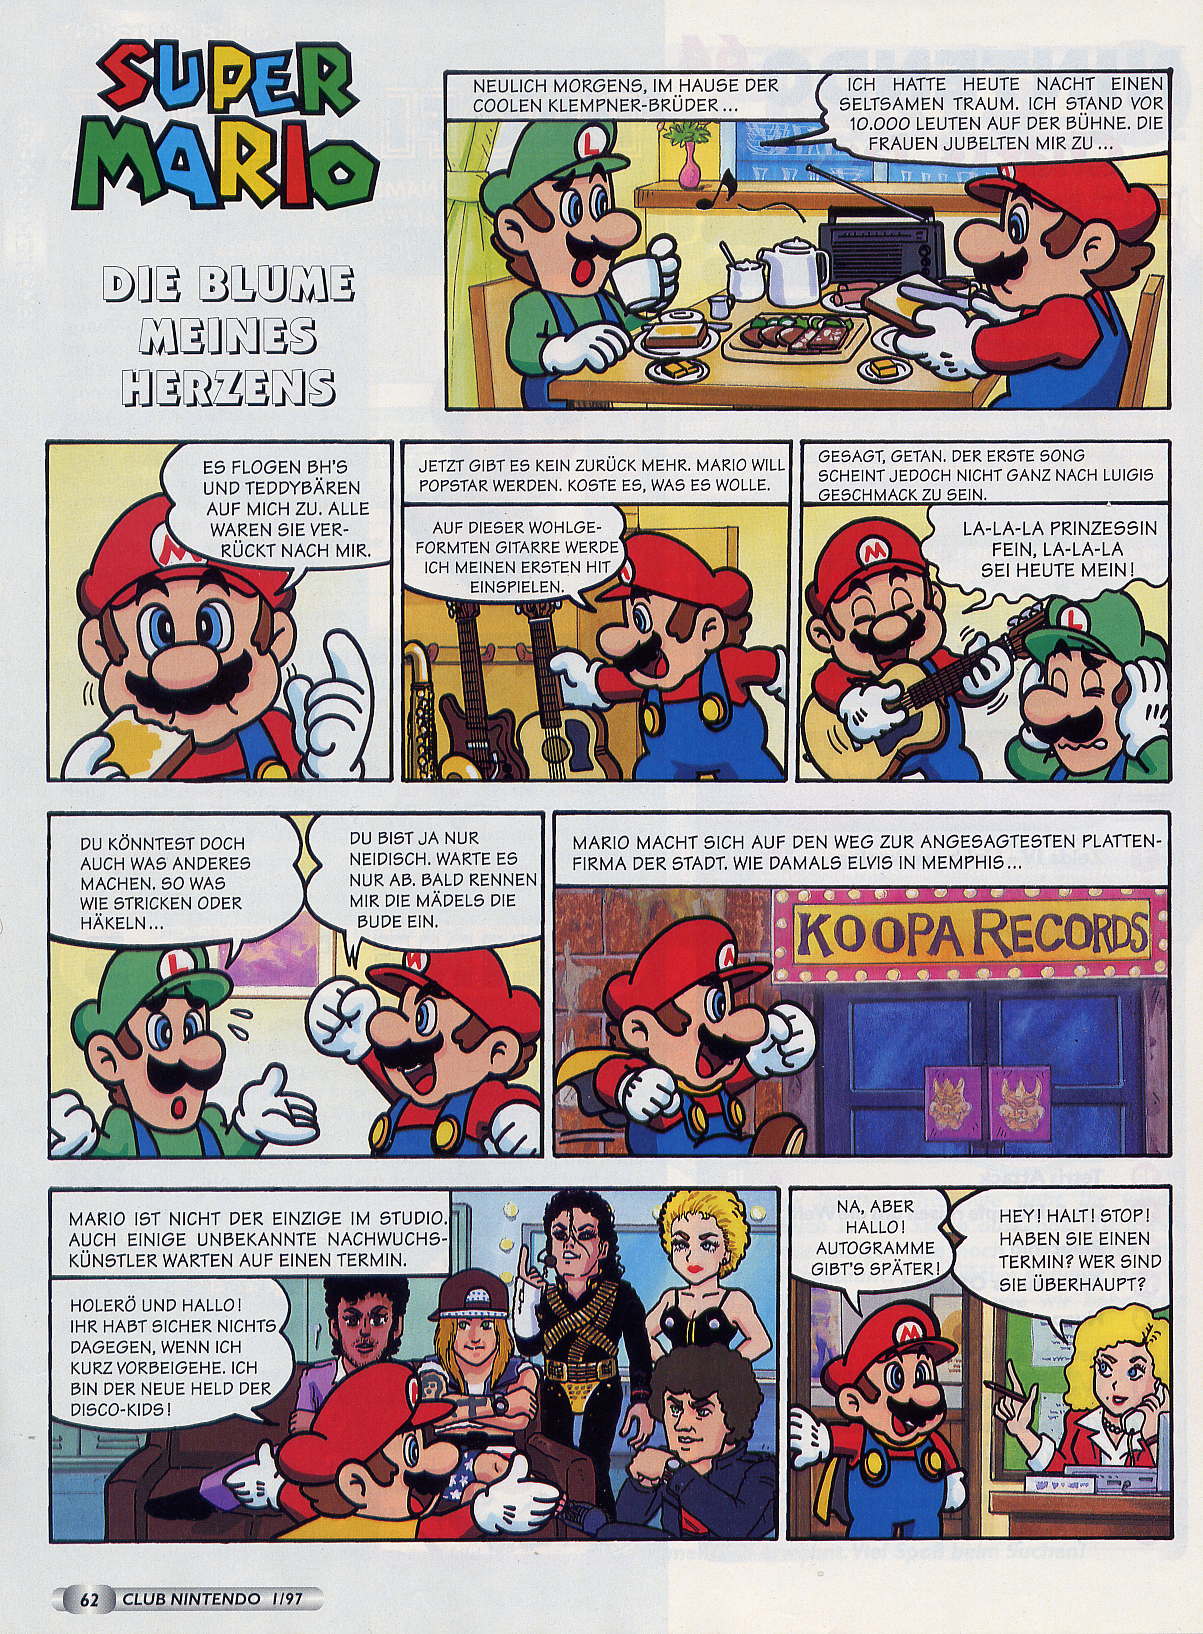 SUPER
MARIO
DIE BLUME
MEINES
HERZENS
NEULICH MORGENS, IM HAUSE DER
COOLEN KLEMPNER-BRÜDER...
ICH HATTE HEUTE NACHT EINEN
SELTSAMEN TRAUM. ICH STAND VOR
10.000 LEUTEN AUF DER BÜHNE. DIE
FRAUEN JUBELTEN MIR ZU...
L
ES FLOGEN BH'S
UND TEDDYBÄREN
AUF MICH ZU. ALLE
WAREN SIE VER-
RÜCKT NACH MIR.
M
JETZT GIBT ES KEIN ZURÜCK MEHR. MARIO WILL
POPSTAR WERDEN. KOSTE ES, WAS ES WOLLE.
AUF DIESER WOHLGE-
FORMTEN GITARRE WERDE
ICH MEINEN ERSTEN HIT
EINSPIELEN.
M
GESAGT, GETAN. DER ERSTE SONG
SCHEINT JEDOCH NICHT GANZ NACH LUIGIS
GESCHMACK ZU SEIN.
LA-LA-LA PRINZESSIN
FEIN, LA-LA-LA
SEI HEUTE MEIN!
M
L
DU KÖNNTEST DOCH
AUCH WAS ANDERES
MACHEN. SO WAS
WIE STRICKEN ODER
HÄKELN...
DU BIST JA NUR
NEIDISCH. WARTE ES
NUR AB. BALD RENNEN
MIR DIE MÄDELS DIE
BUDE EIN.
L
M
MARIO MACHT SICH AUF DEN WEG ZUR ANGESAGTESTEN PLATTEN-
FIRMA DER STADT. WIE DAMALS ELVIS IN MEMPHIS...
KOOPA RECORDS
M
MARIO IST NICHT DER EINZIGE IM STUDIO.
AUCH EINIGE UNBEKANNTE NACHWUCHS-
KÜNSTLER WARTEN AUF EINEN TERMIN.
HOLERÖ UND HALLO!
IHR HABT SICHER NICHTS
DAGEGEN, WENN ICH
KURZ VORBEIGEHE. ICH
BIN DER NEUE HELD DER
DISCO-KIDS!
M
NA, ABER
HALLO!
AUTOGRAMME
GIBT'S SPÄTER!
HEY! HALT! STOP!
HABEN SIE EINEN
TERMIN? WER SIND
SIE ÜBERHAUPT?
M
62 CLUB NINTENDO 1/97